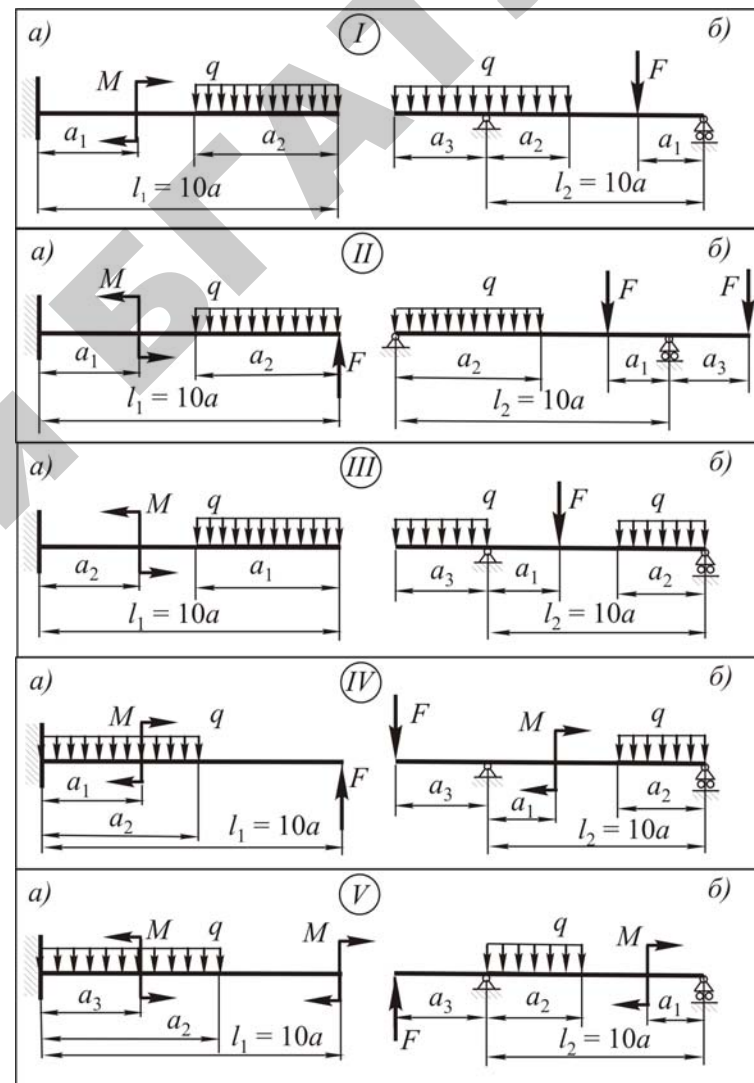 а) I б)
M q q F
a₁ a₂ a₃ a₂ a₁
l₁ = 10a l₂ = 10a
а) II б)
M q q F F
a₁ a₂ F a₂ a₁ a₃
l₁ = 10a l₂ = 10a
а) III б)
M q q F q
a₂ a₁ a₃ a₁ a₂
l₁ = 10a l₂ = 10a
а) IV б)
M q F M q
a₁ F a₃ a₁ a₂
a₂ l₁ = 10a l₂ = 10a
а) V б)
q M M q M
a₃ a₃ a₂ a₁
a₂ l₁ = 10a F l₂ = 10a
БГАТ